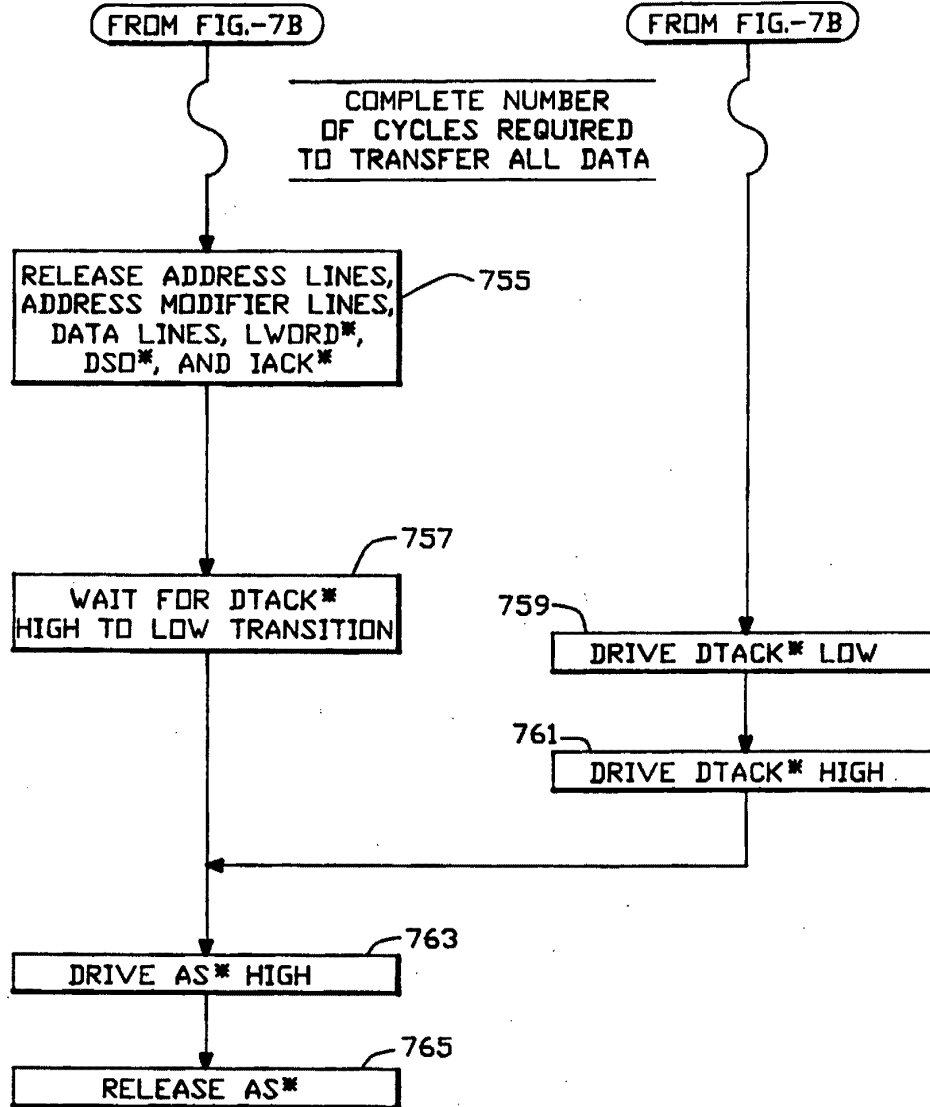 FROM FIG.-7B
FROM FIG.-7B
COMPLETE NUMBER
OF CYCLES REQUIRED
TO TRANSFER ALL DATA
RELEASE ADDRESS LINES,
ADDRESS MODIFIER LINES,
DATA LINES, LWORD*,
DSO*, AND IACK*
755
757
WAIT FOR DTACK*
HIGH TO LOW TRANSITION
759
DRIVE DTACK* LOW
761
DRIVE DTACK* HIGH
763
DRIVE AS* HIGH
765
RELEASE AS*